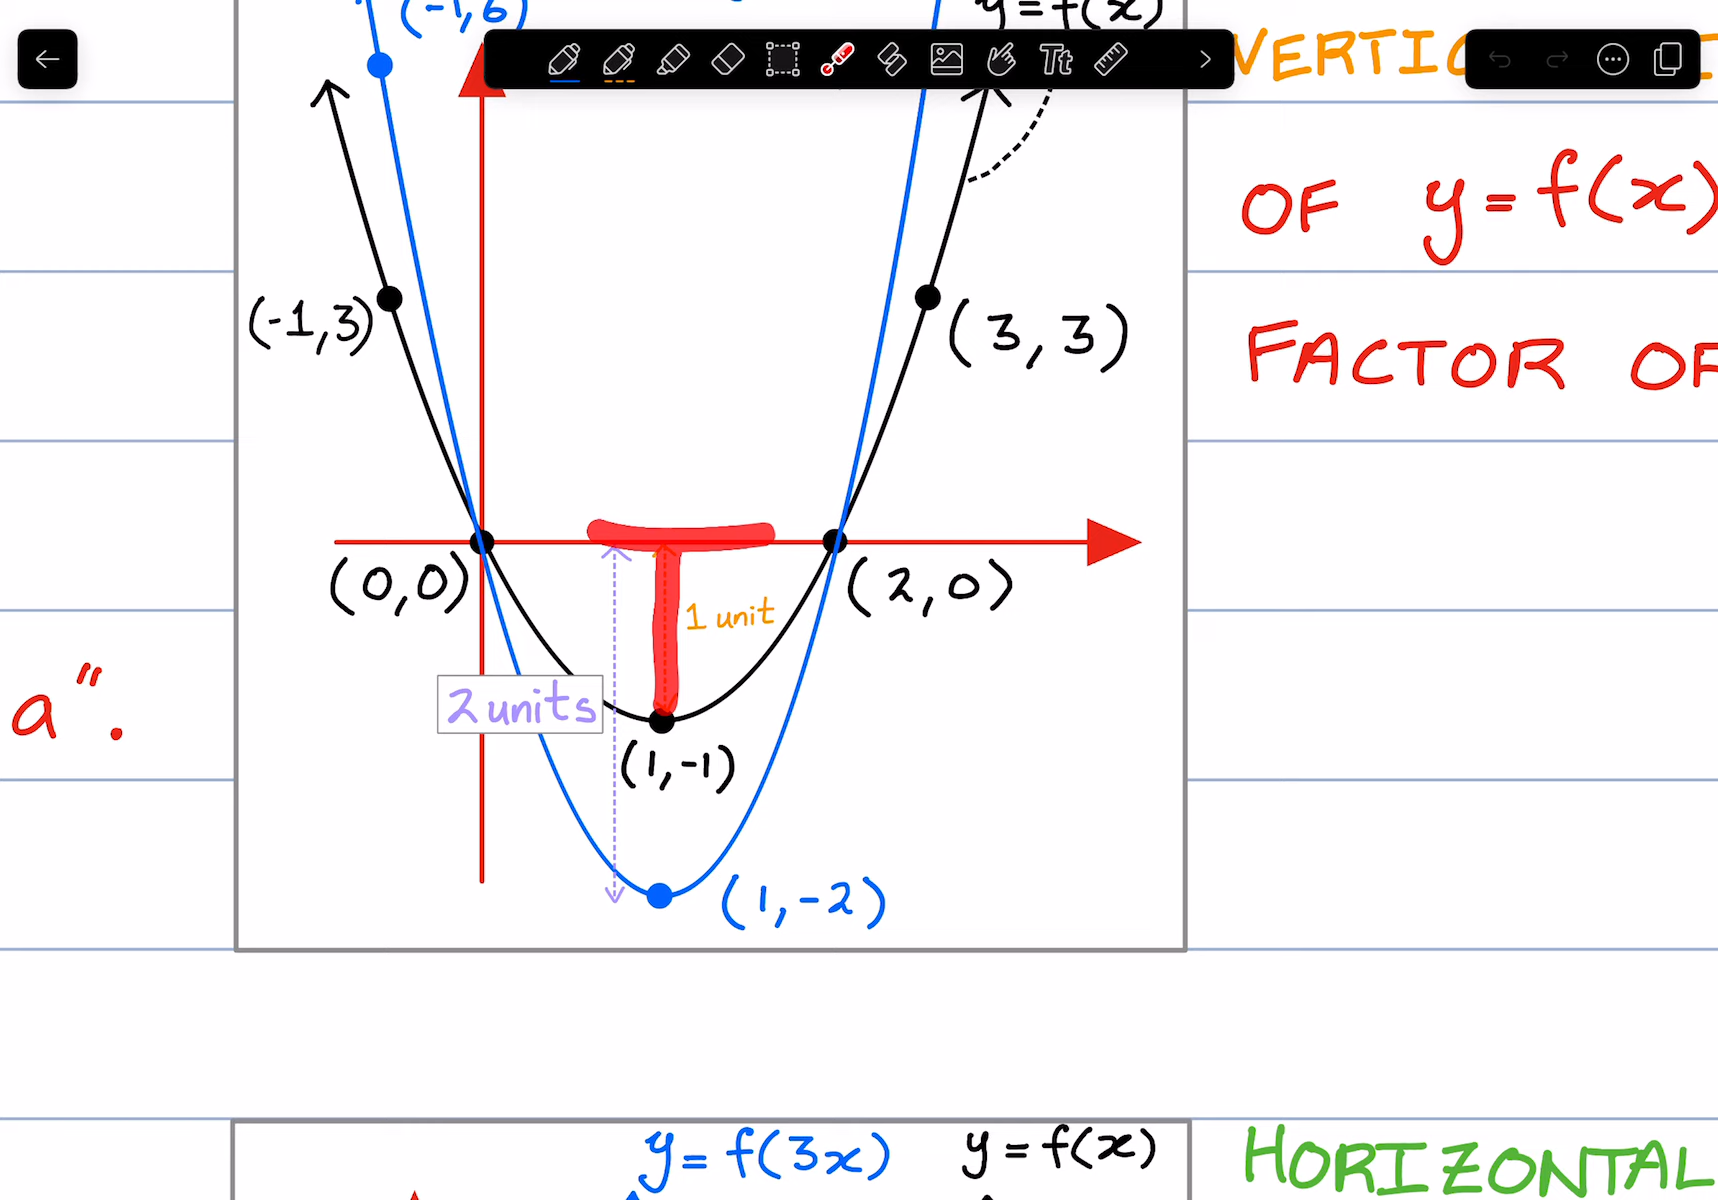 (-1,6)
y=f(x)
Tt
OF y=f(x)
(-1,3)
(3,3)
FACTOR OF
(0,0)
1 unit
(2,0)
a".
2 units
(1,-1)
(1,-2)
y=f(3x)
y=f(x)
HORIZONTAL